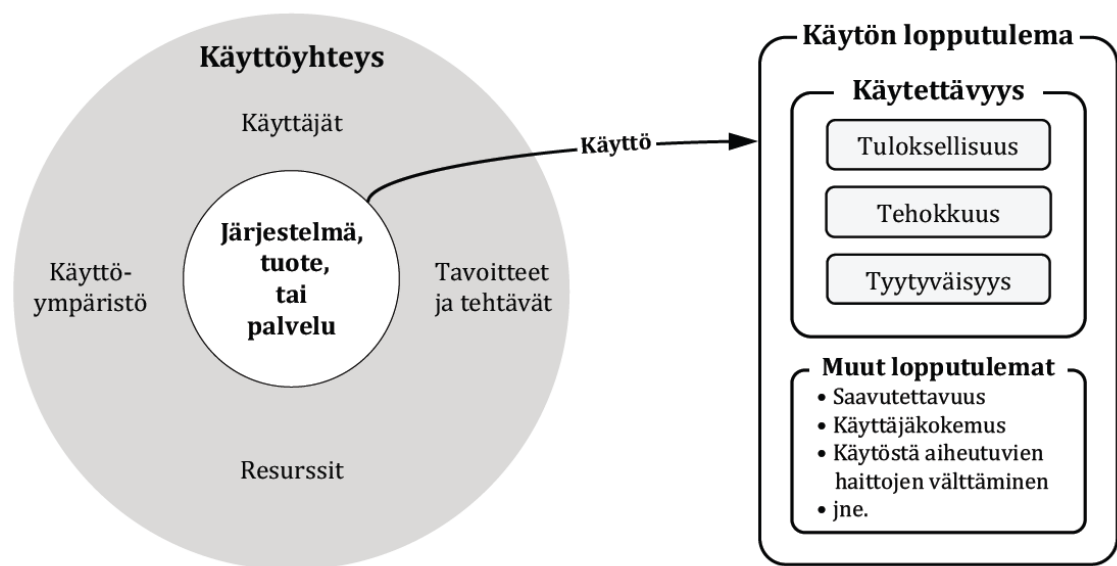 Käyttöyhteys
Käyttäjät
Käyttö-
ympäristö
Järjestelmä,
tuote,
tai
palvelu
Tavoitteet
ja tehtävät
Resurssit
Käyttö
Käytön lopputulema
Käytettävyys
Tuloksellisuus
Tehokkuus
Tyytyväisyys
Muut lopputulemat
• Saavutettavuus
• Käyttäjäkokemus
• Käytöstä aiheutuvien
haittojen välttäminen
• jne.